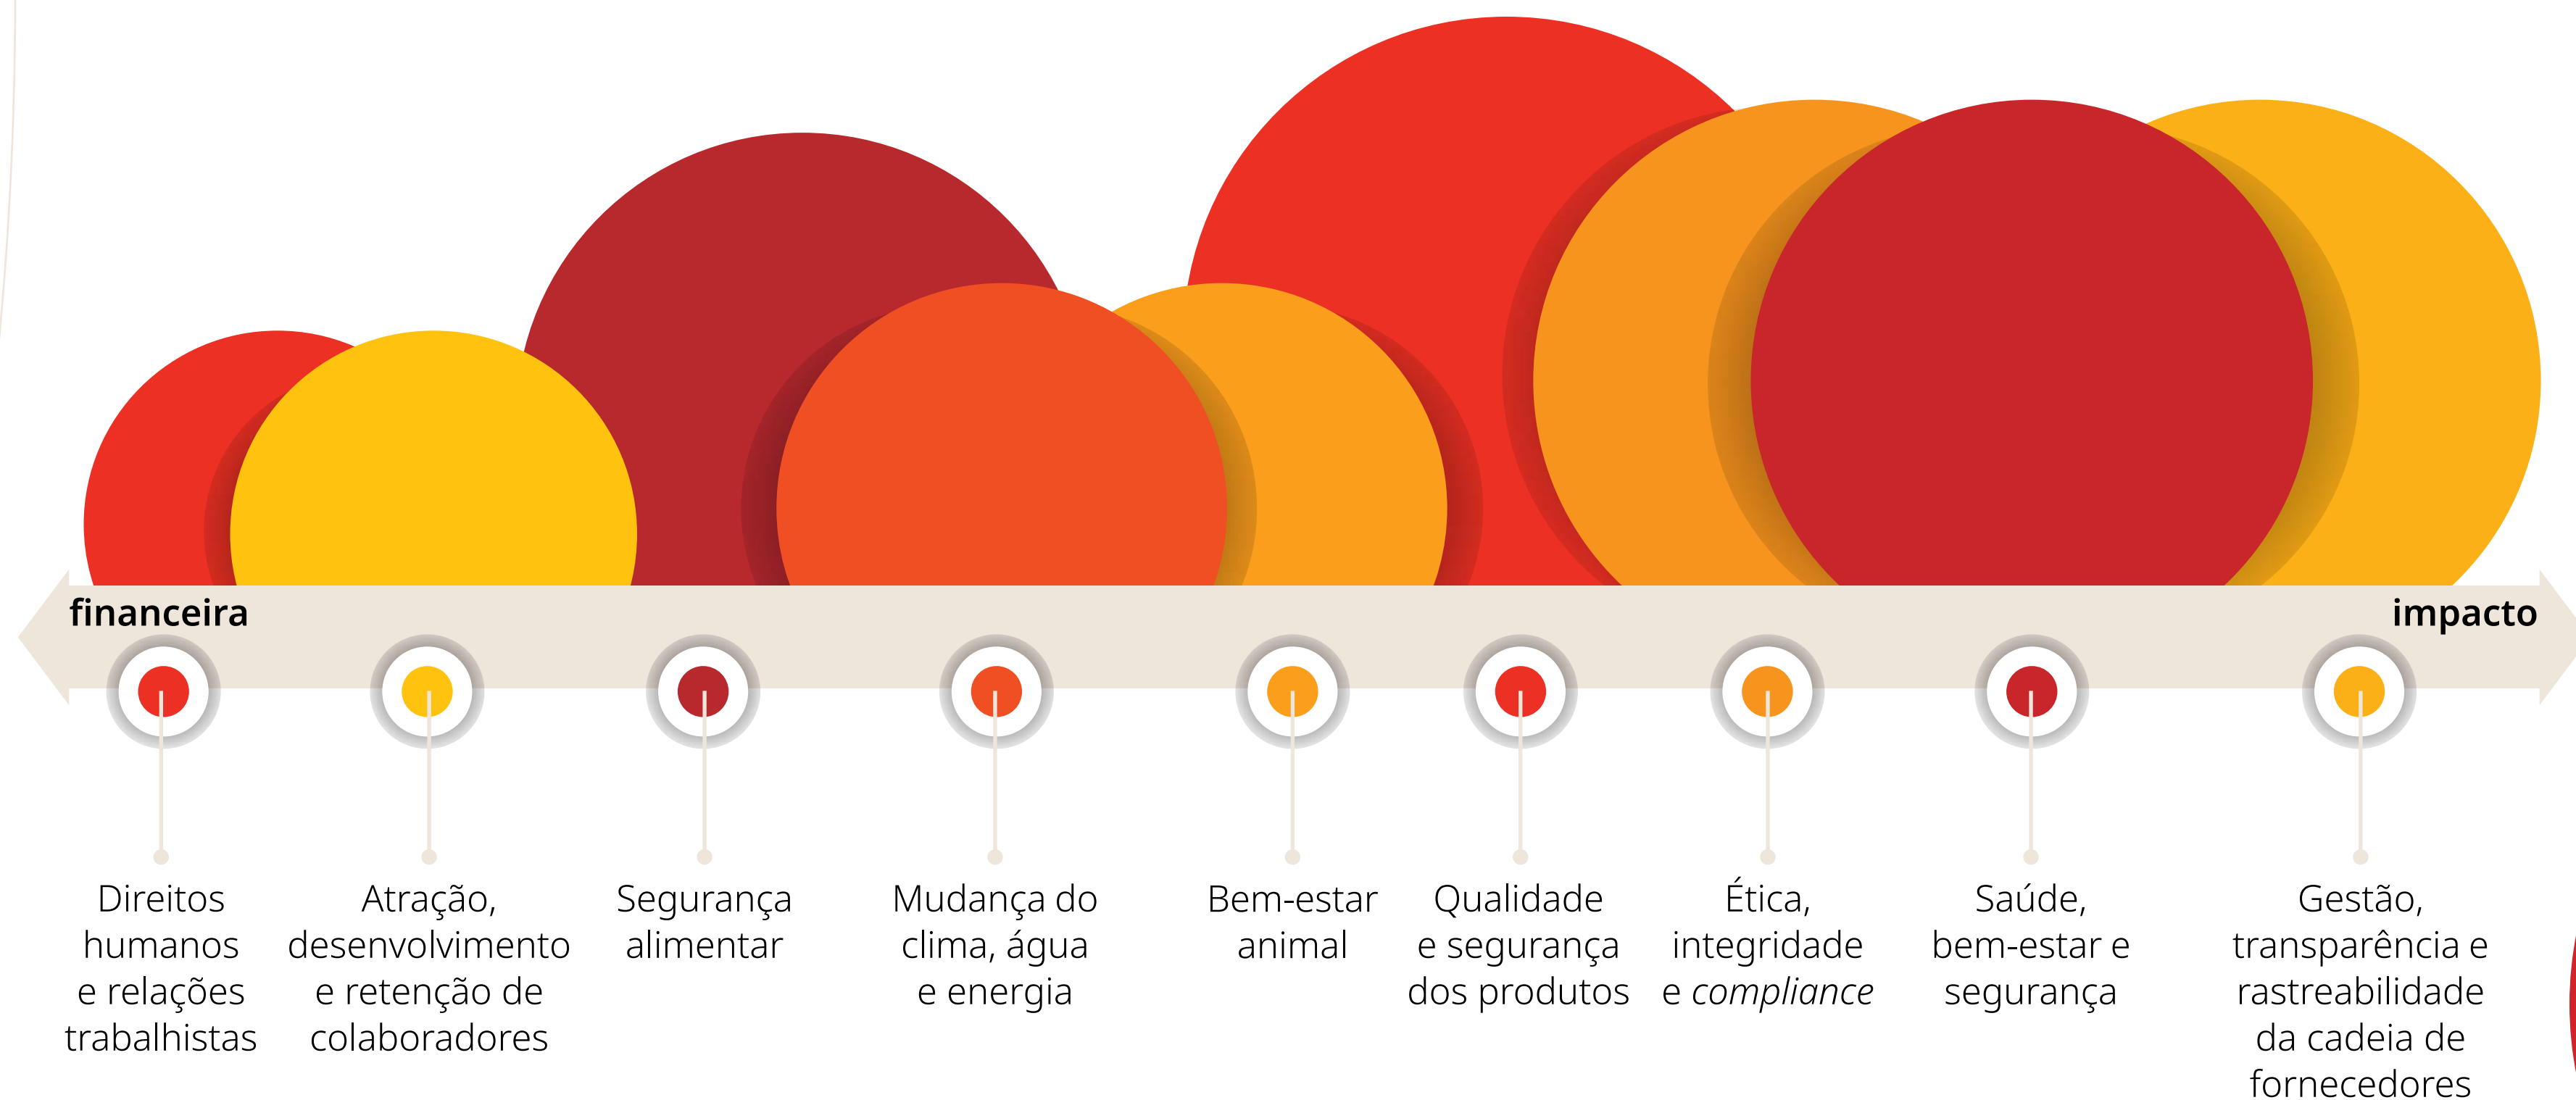 financeira
impacto
Direitos
humanos
e relações
trabalhistas
Atração,
desenvolvimento
e retenção de
colaboradores
Segurança
alimentar
Mudança do
clima, água
e energia
Bem-estar
animal
Qualidade
e segurança
dos produtos
Ética,
integridade
e compliance
Saúde,
bem-estar e
segurança
Gestão,
transparência e
rastreabilidade
da cadeia de
fornecedores